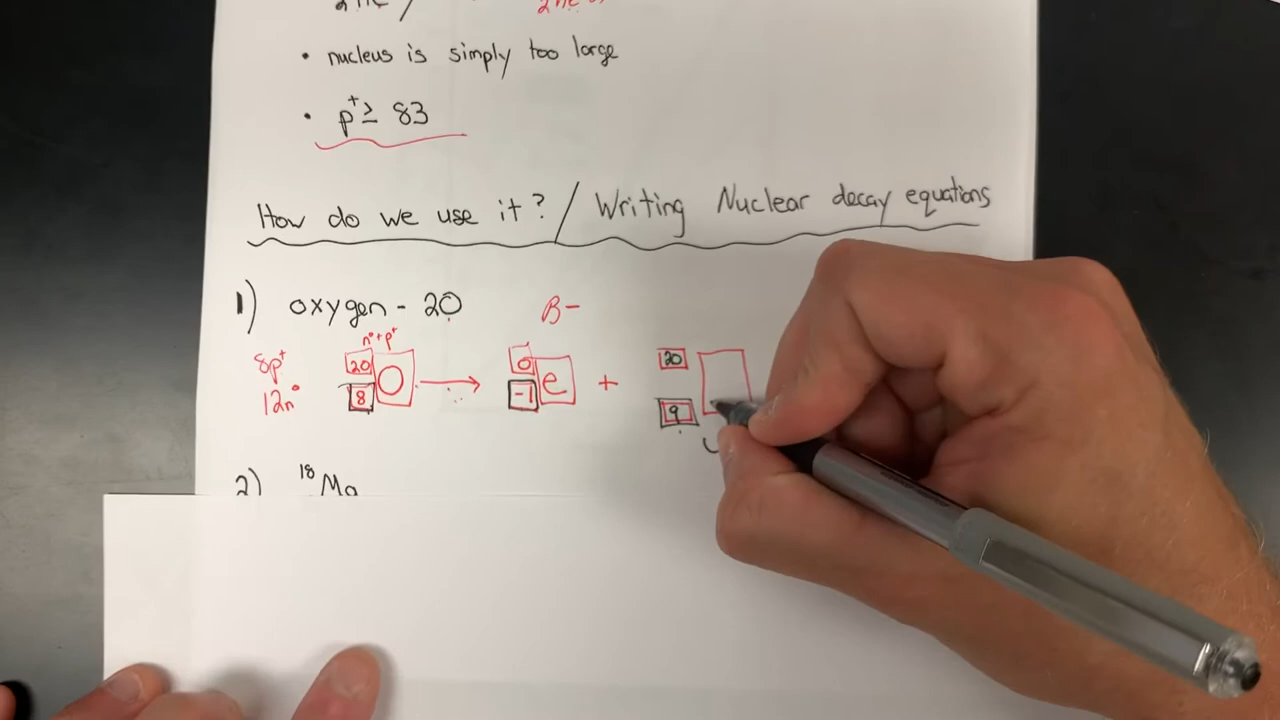 • nucleus is simply too large
• p⁺ ≥ 83
How do we use it? / Writing Nuclear decay equations
1) oxygen - 20 β-
n° + p⁺
8p⁺ 20 O → 0 e + 20
12n° 8 -1 9
2) ¹⁸Mg